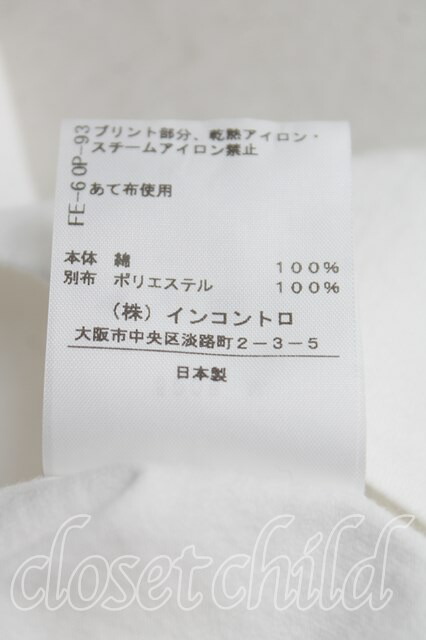 FE-60P-93
プリント部分、乾熱アイロン・
スチームアイロン禁止
あて布使用
本体 綿 100%
別布 ポリエステル 100%
(株)インコントロ
大阪市中央区淡路町2-3-5
日本製
closet child